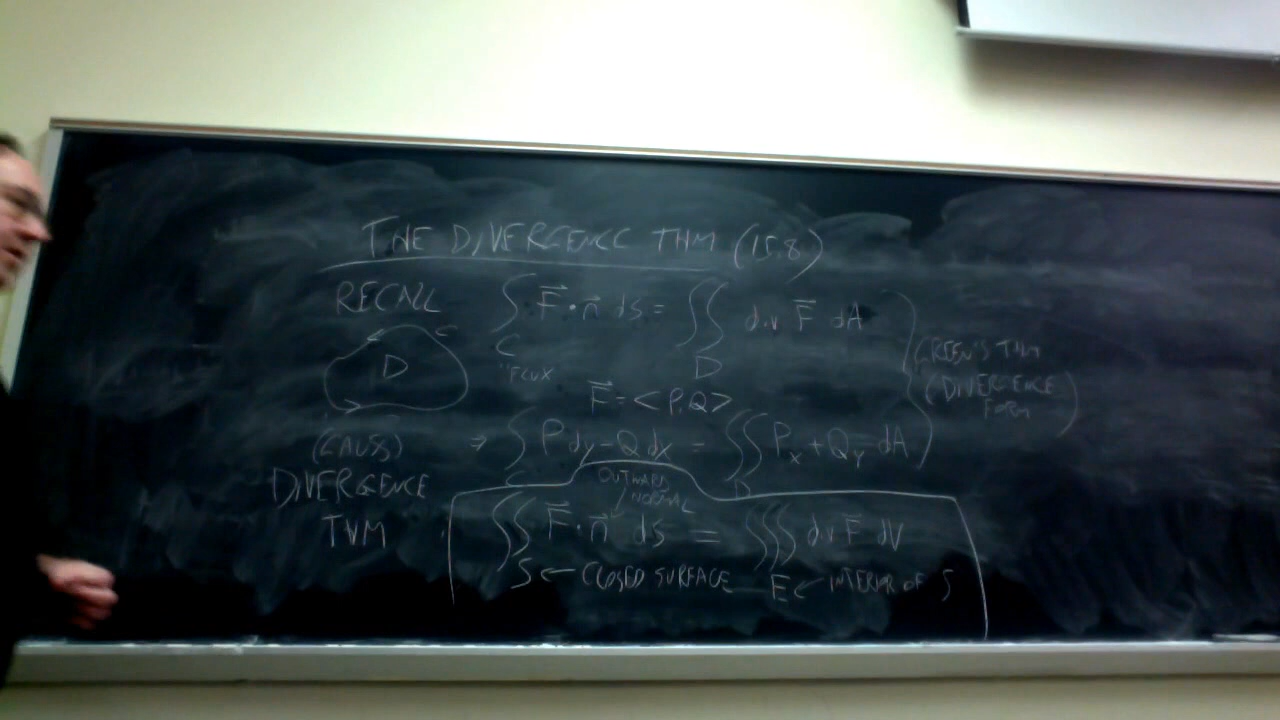 THE DIVERGENCE THM (15.8)
RECALL ∫ F⃗·n⃗ ds = ∬ div F⃗ dA
C D
C D
"FLUX
GREEN'S THM
(DIVERGENCE
FORM)
F⃗ = <P,Q>
⇒ ∫ P dy - Q dx = ∬ Px + Qy dA
C D
(GAUSS)
DIVERGENCE
THM
OUTWARD
NORMAL
∬ F⃗·n⃗ ds = ∭ div F⃗ dV
S ← CLOSED SURFACE E ← INTERIOR OF S